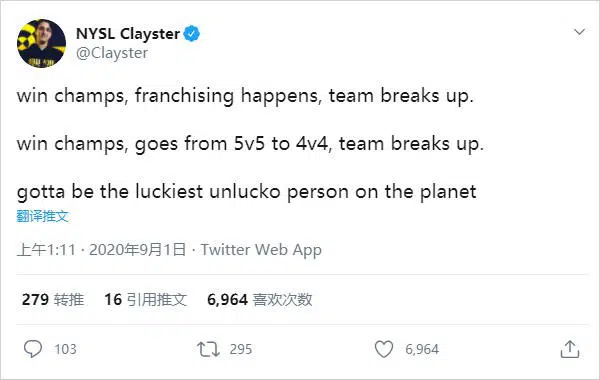 NYSL Clayster
@Clayster
win champs, franchising happens, team breaks up.
win champs, goes from 5v5 to 4v4, team breaks up.
gotta be the luckiest unlucko person on the planet
翻译推文
上午1:11 · 2020年9月1日 · Twitter Web App
279 转推 16 引用推文 6,964 喜欢次数
103 295 6,964